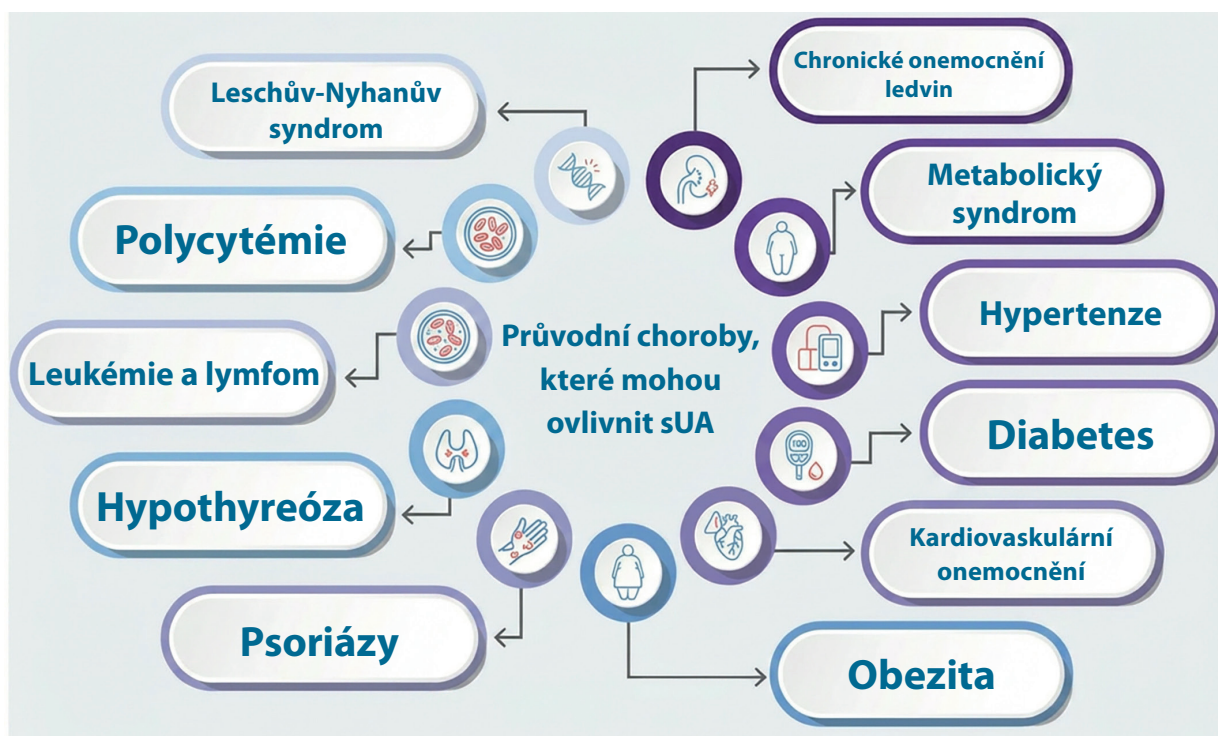 Chronické onemocnění
ledvin
Leschův-Nyhanův
syndrom
Metabolický
syndrom
Polycytémie
Hypertenze
Průvodní choroby,
které mohou
ovlivnit sUA
Leukémie a lymfom
Diabetes
Hypothyreóza
Kardiovaskulární
onemocnění
Psoriázy
Obezita